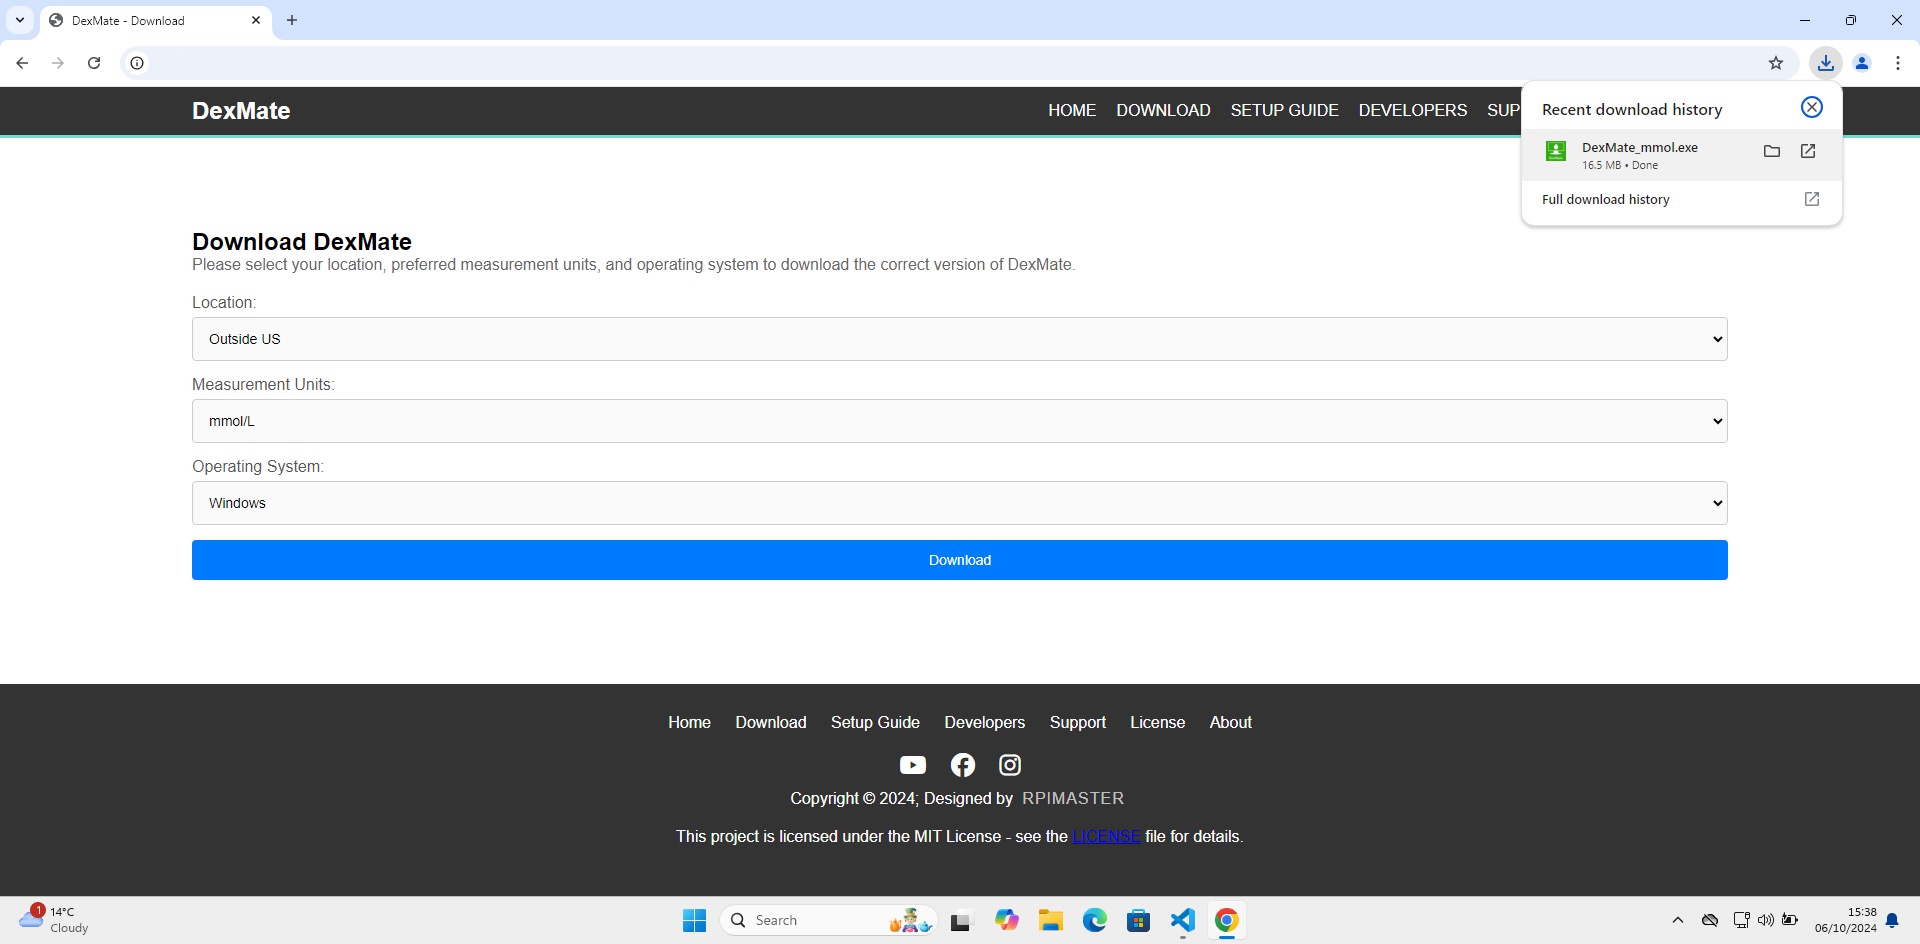 DexMate - Download
DexMate
HOME DOWNLOAD SETUP GUIDE DEVELOPERS SUP
Recent download history
DexMate_mmol.exe
16.5 MB • Done
Full download history
Download DexMate
Please select your location, preferred measurement units, and operating system to download the correct version of DexMate.
Location:
Outside US
Measurement Units:
mmol/L
Operating System:
Windows
Download
Home Download Setup Guide Developers Support License About
Copyright © 2024; Designed by RPIMASTER
This project is licensed under the MIT License - see the LICENSE file for details.
1
14°C
Cloudy
Search
15:38
06/10/2024